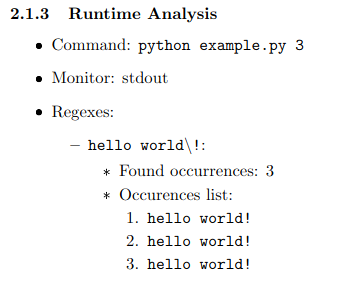 2.1.3 Runtime Analysis
• Command: python example.py 3
• Monitor: stdout
• Regexes:
– hello world\!:
* Found occurrences: 3
* Occurences list:
1. hello world!
2. hello world!
3. hello world!